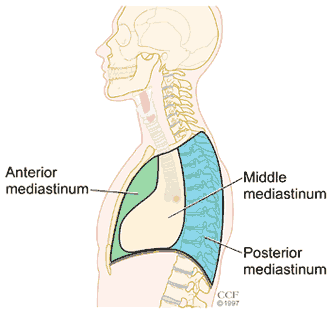 Anterior
mediastinum
Middle
mediastinum
Posterior
mediastinum
CCF
©1997